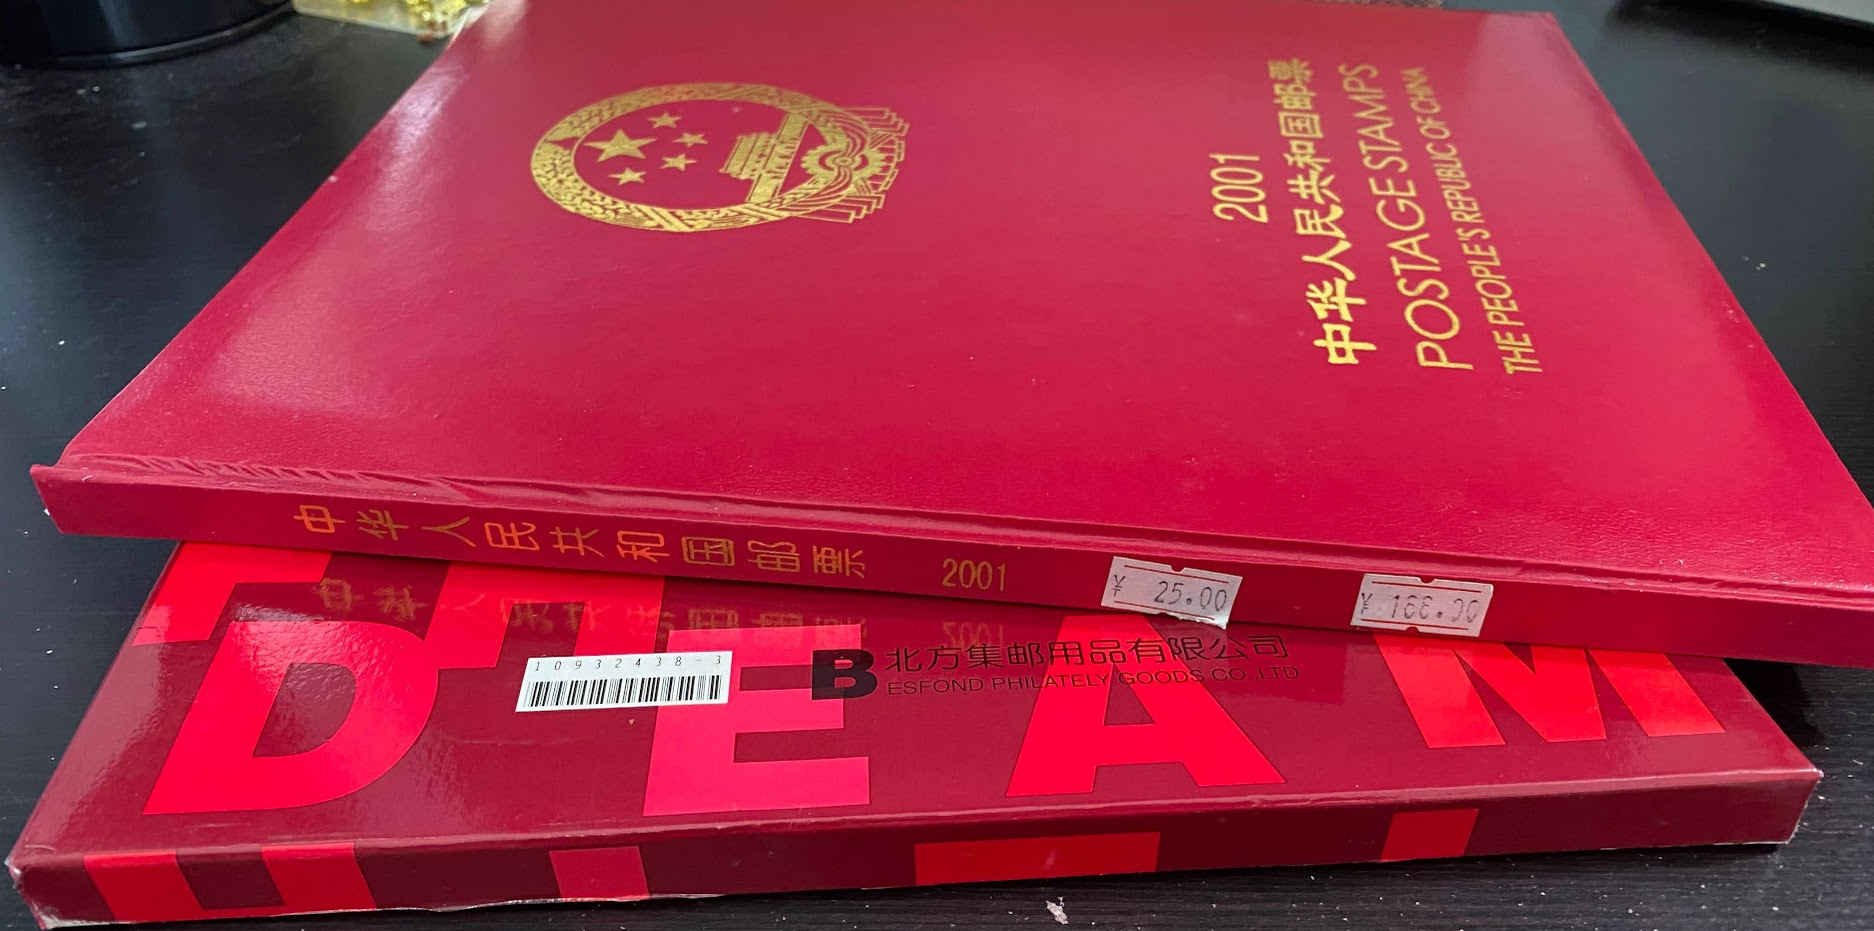 2001
中华人民共和国邮票
POSTAGE STAMPS
THE PEOPLE'S REPUBLIC OF CHINA
中华人民共和国邮票 2001
¥ 25.00
¥
10932438-3
B 北方集邮用品有限公司
ESFOND PHILATELY GOODS CO.,LTD
DEAM